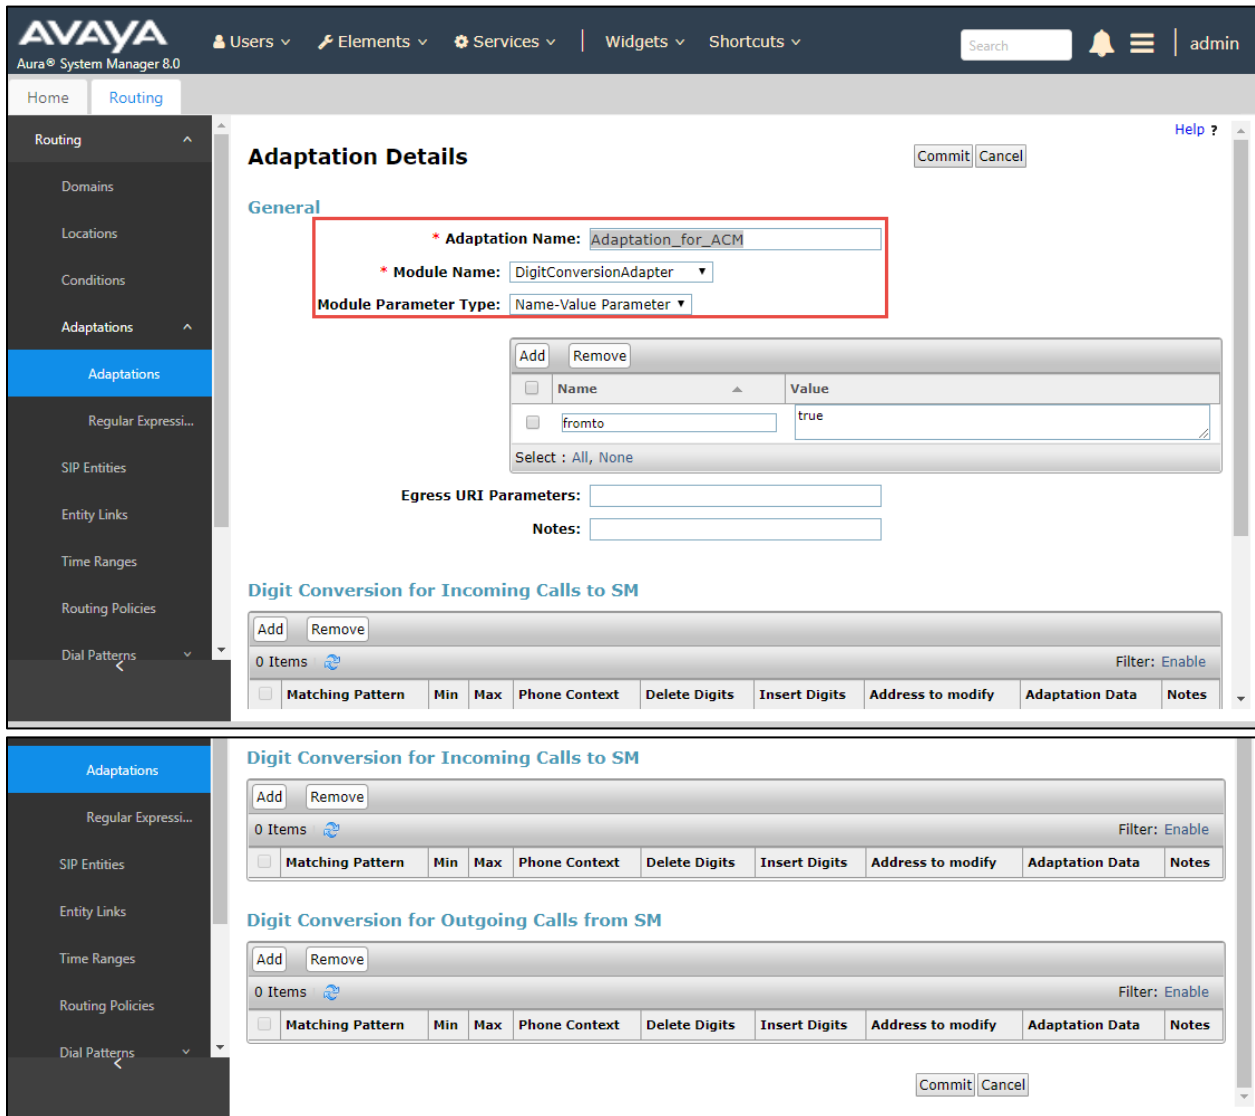 AVAYA
Aura® System Manager 8.0
Users
Elements
Services
Widgets
Shortcuts
Search
admin
Home
Routing
Routing
Domains
Locations
Conditions
Adaptations
Adaptations
Regular Expressi...
SIP Entities
Entity Links
Time Ranges
Routing Policies
Dial Patterns
<
Help ?
Adaptation Details
Commit Cancel
General
* Adaptation Name: Adaptation_for_ACM
* Module Name: DigitConversionAdapter
Module Parameter Type: Name-Value Parameter
Add Remove
Name Value
fromto true
Select : All, None
Egress URI Parameters:
Notes:
Digit Conversion for Incoming Calls to SM
Add Remove
0 Items Filter: Enable
Matching Pattern Min Max Phone Context Delete Digits Insert Digits Address to modify Adaptation Data Notes
Adaptations
Regular Expressi...
SIP Entities
Entity Links
Time Ranges
Routing Policies
Dial Patterns
<
Digit Conversion for Incoming Calls to SM
Add Remove
0 Items Filter: Enable
Matching Pattern Min Max Phone Context Delete Digits Insert Digits Address to modify Adaptation Data Notes
Digit Conversion for Outgoing Calls from SM
Add Remove
0 Items Filter: Enable
Matching Pattern Min Max Phone Context Delete Digits Insert Digits Address to modify Adaptation Data Notes
Commit Cancel